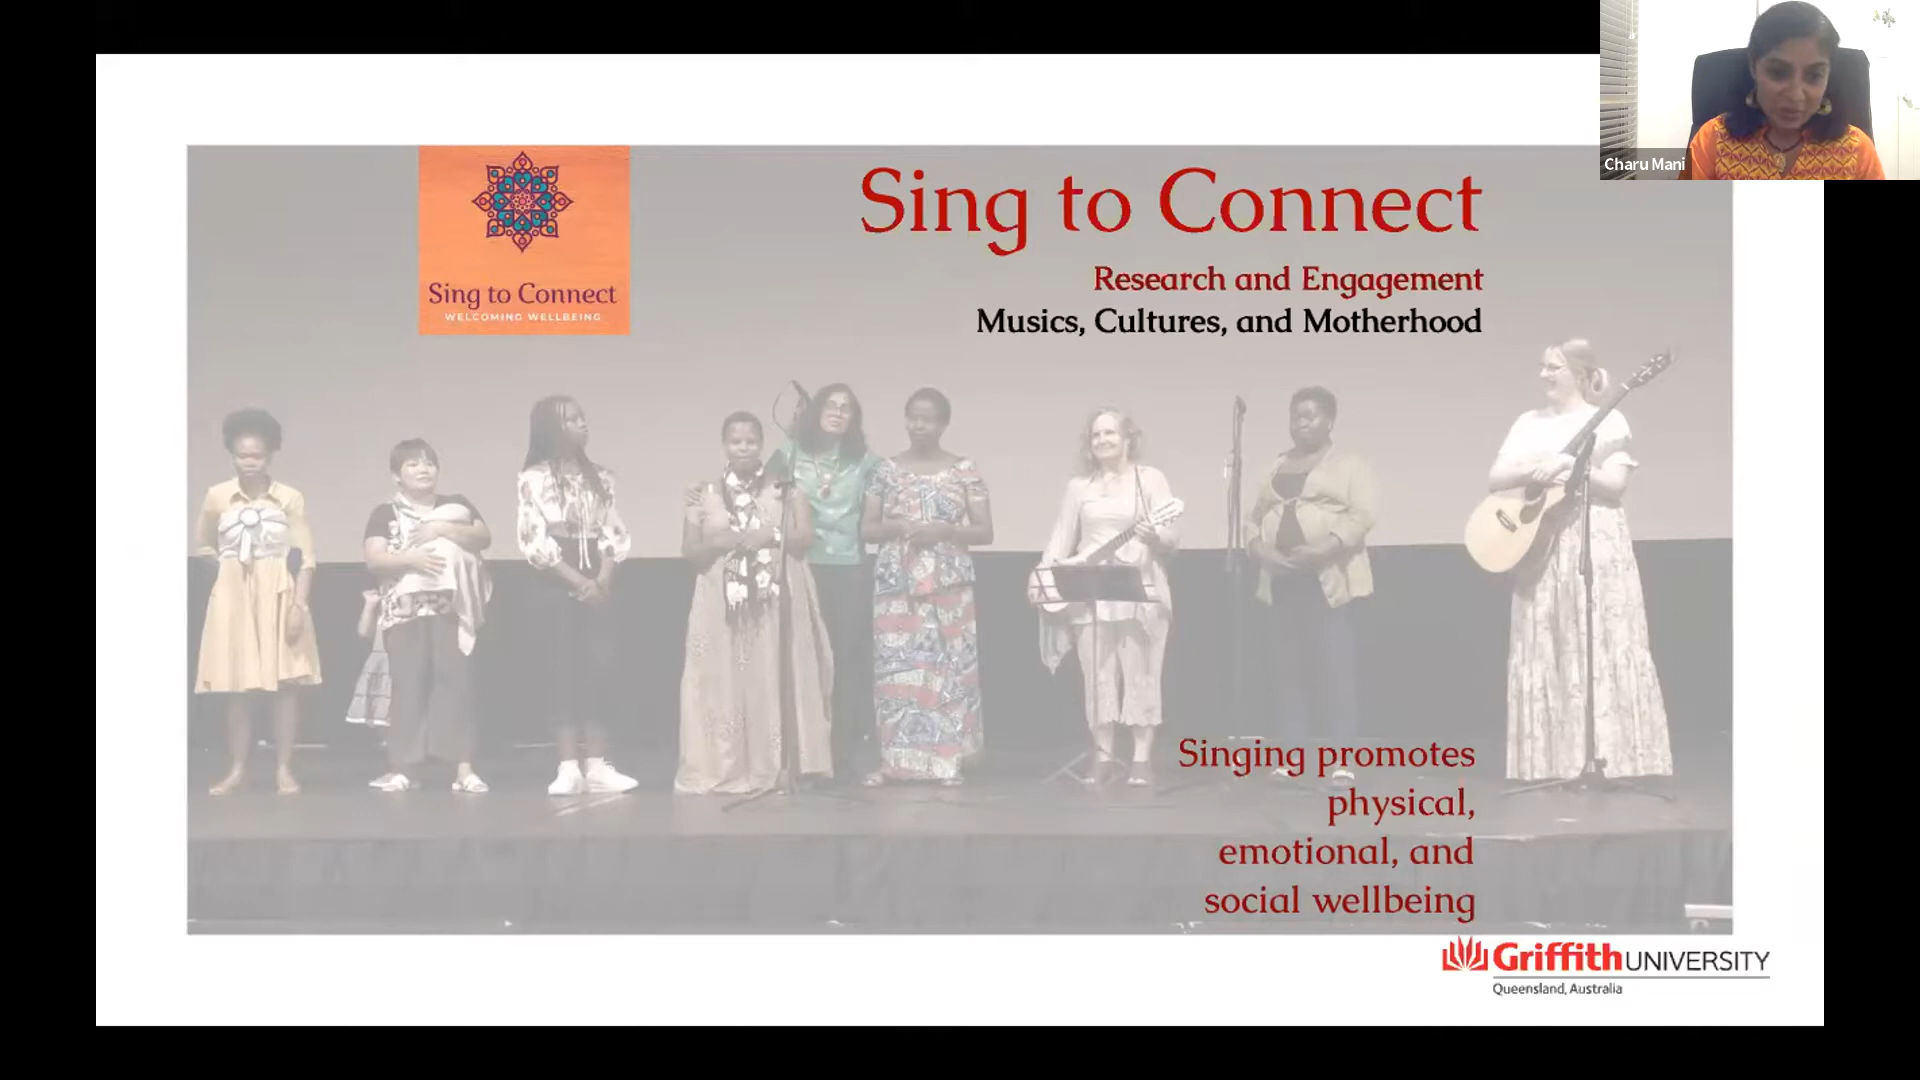 Charu Mani
Sing to Connect
WELCOMING WELLBEING
Sing to Connect
Research and Engagement
Musics, Cultures, and Motherhood
Singing promotes
physical,
emotional, and
social wellbeing
Griffith UNIVERSITY
Queensland, Australia